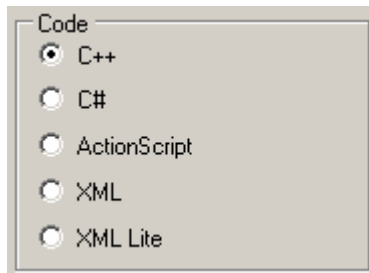 Code
C++
C#
ActionScript
XML
XML Lite